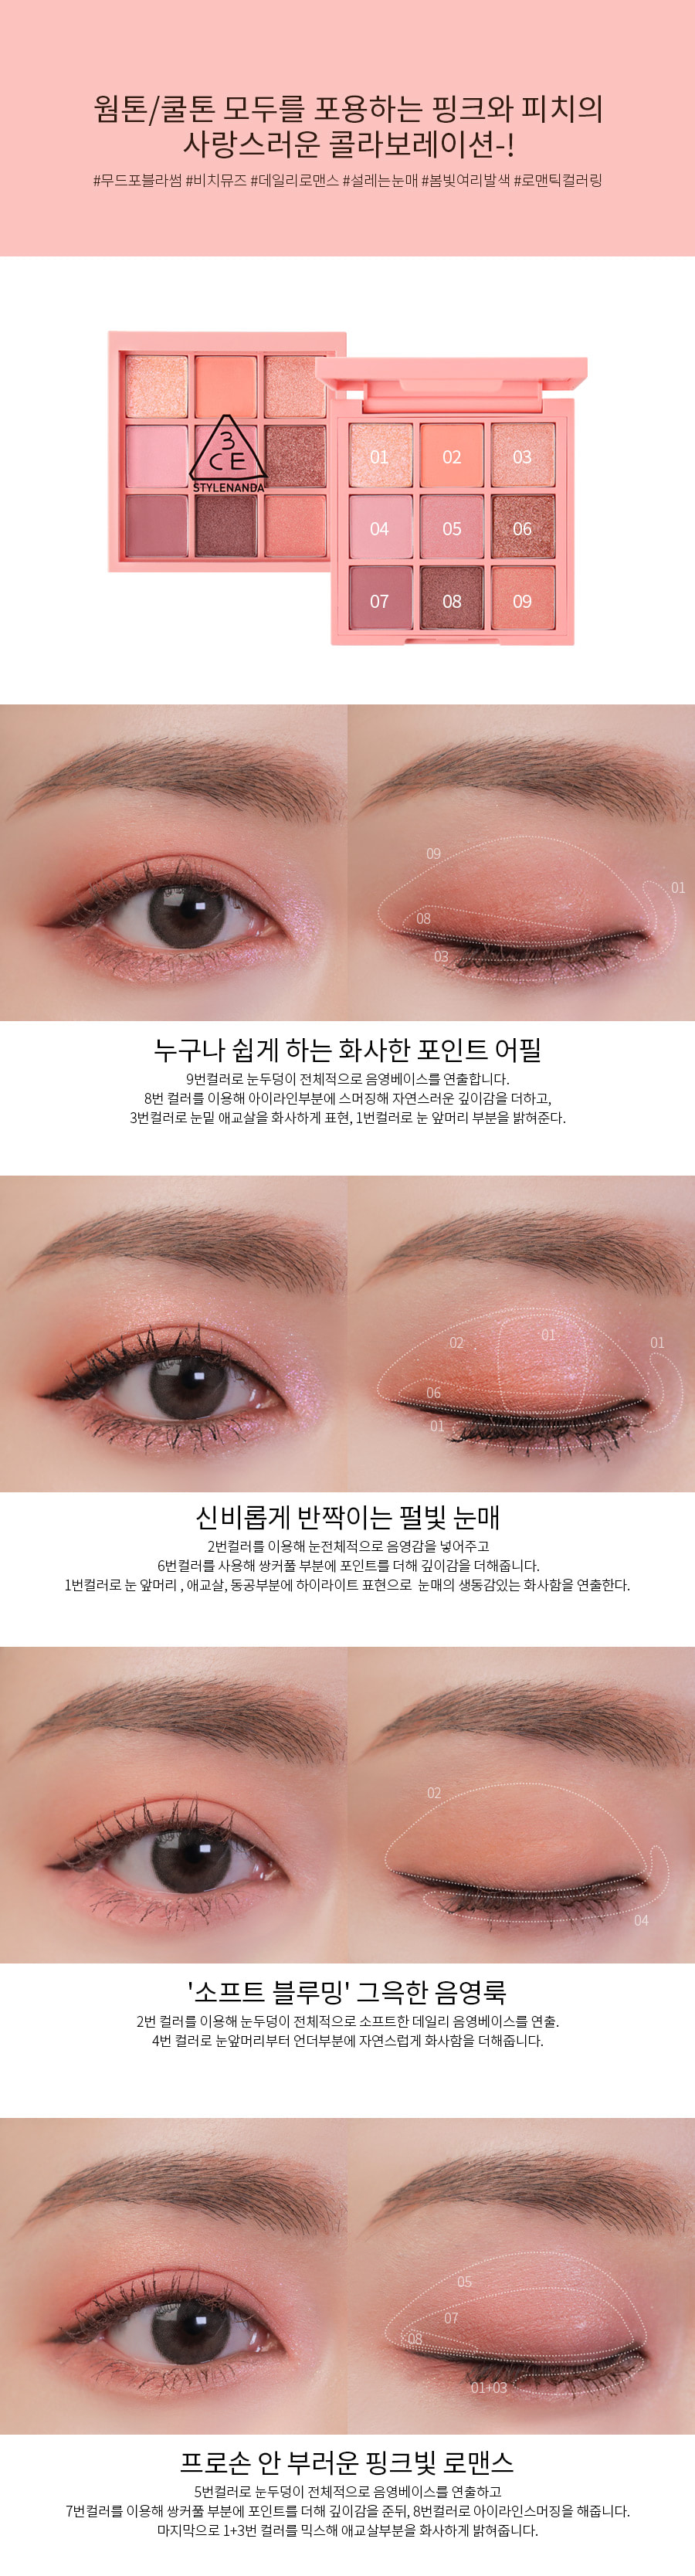 웜톤/쿨톤 모두를 포용하는 핑크와 피치의
사랑스러운 콜라보레이션-!
#무드포블라썸 #비치뮤즈 #데일리로맨스 #설레는눈매 #봄빛여리발색 #로맨틱컬러링
3
CE
STYLENANDA
01 02 03
04 05 06
07 08 09
09
01
08
03
누구나 쉽게 하는 화사한 포인트 어필
9번컬러로 눈두덩이 전체적으로 음영베이스를 연출합니다.
8번 컬러를 이용해 아이라인부분에 스머징해 자연스러운 깊이감을 더하고,
3번컬러로 눈밑 애교살을 화사하게 표현, 1번컬러로 눈 앞머리 부분을 밝혀준다.
02
01
01
06
01
신비롭게 반짝이는 펄빛 눈매
2번컬러를 이용해 눈전체적으로 음영감을 넣어주고
6번컬러를 사용해 쌍커풀 부분에 포인트를 더해 깊이감을 더해줍니다.
1번컬러로 눈 앞머리 , 애교살, 동공부분에 하이라이트 표현으로 눈매의 생동감있는 화사함을 연출한다.
02
04
'소프트 블루밍' 그윽한 음영룩
2번 컬러를 이용해 눈두덩이 전체적으로 소프트한 데일리 음영베이스를 연출.
4번 컬러로 눈앞머리부터 언더부분에 자연스럽게 화사함을 더해줍니다.
05
07
08
01+03
프로손 안 부러운 핑크빛 로맨스
5번컬러로 눈두덩이 전체적으로 음영베이스를 연출하고
7번컬러를 이용해 쌍커풀 부분에 포인트를 더해 깊이감을 준뒤, 8번컬러로 아이라인스머징을 해줍니다.
마지막으로 1+3번 컬러를 믹스해 애교살부분을 화사하게 밝혀줍니다.